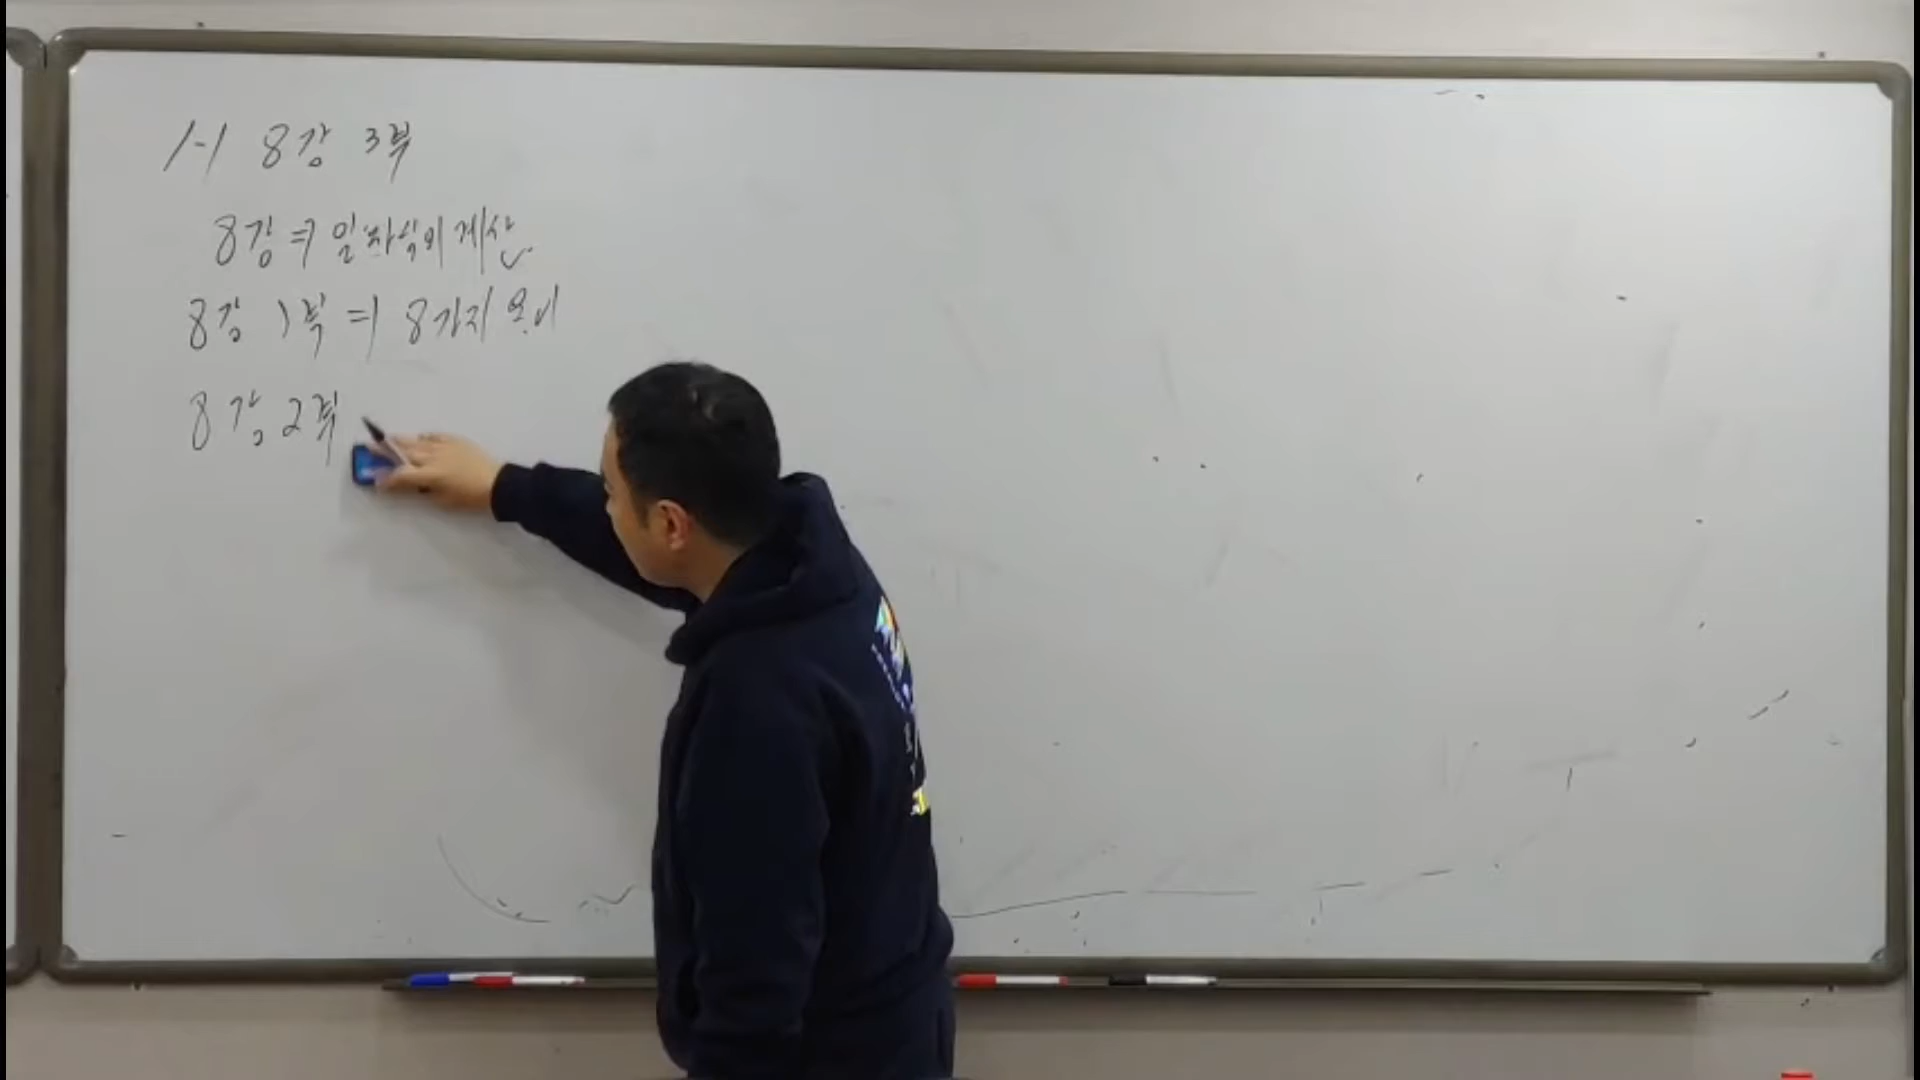 1-1 8강 3부
8강 ⇒ 일차식의 계산
8강 1부 ⇒ 8가지 용어
8강 2부